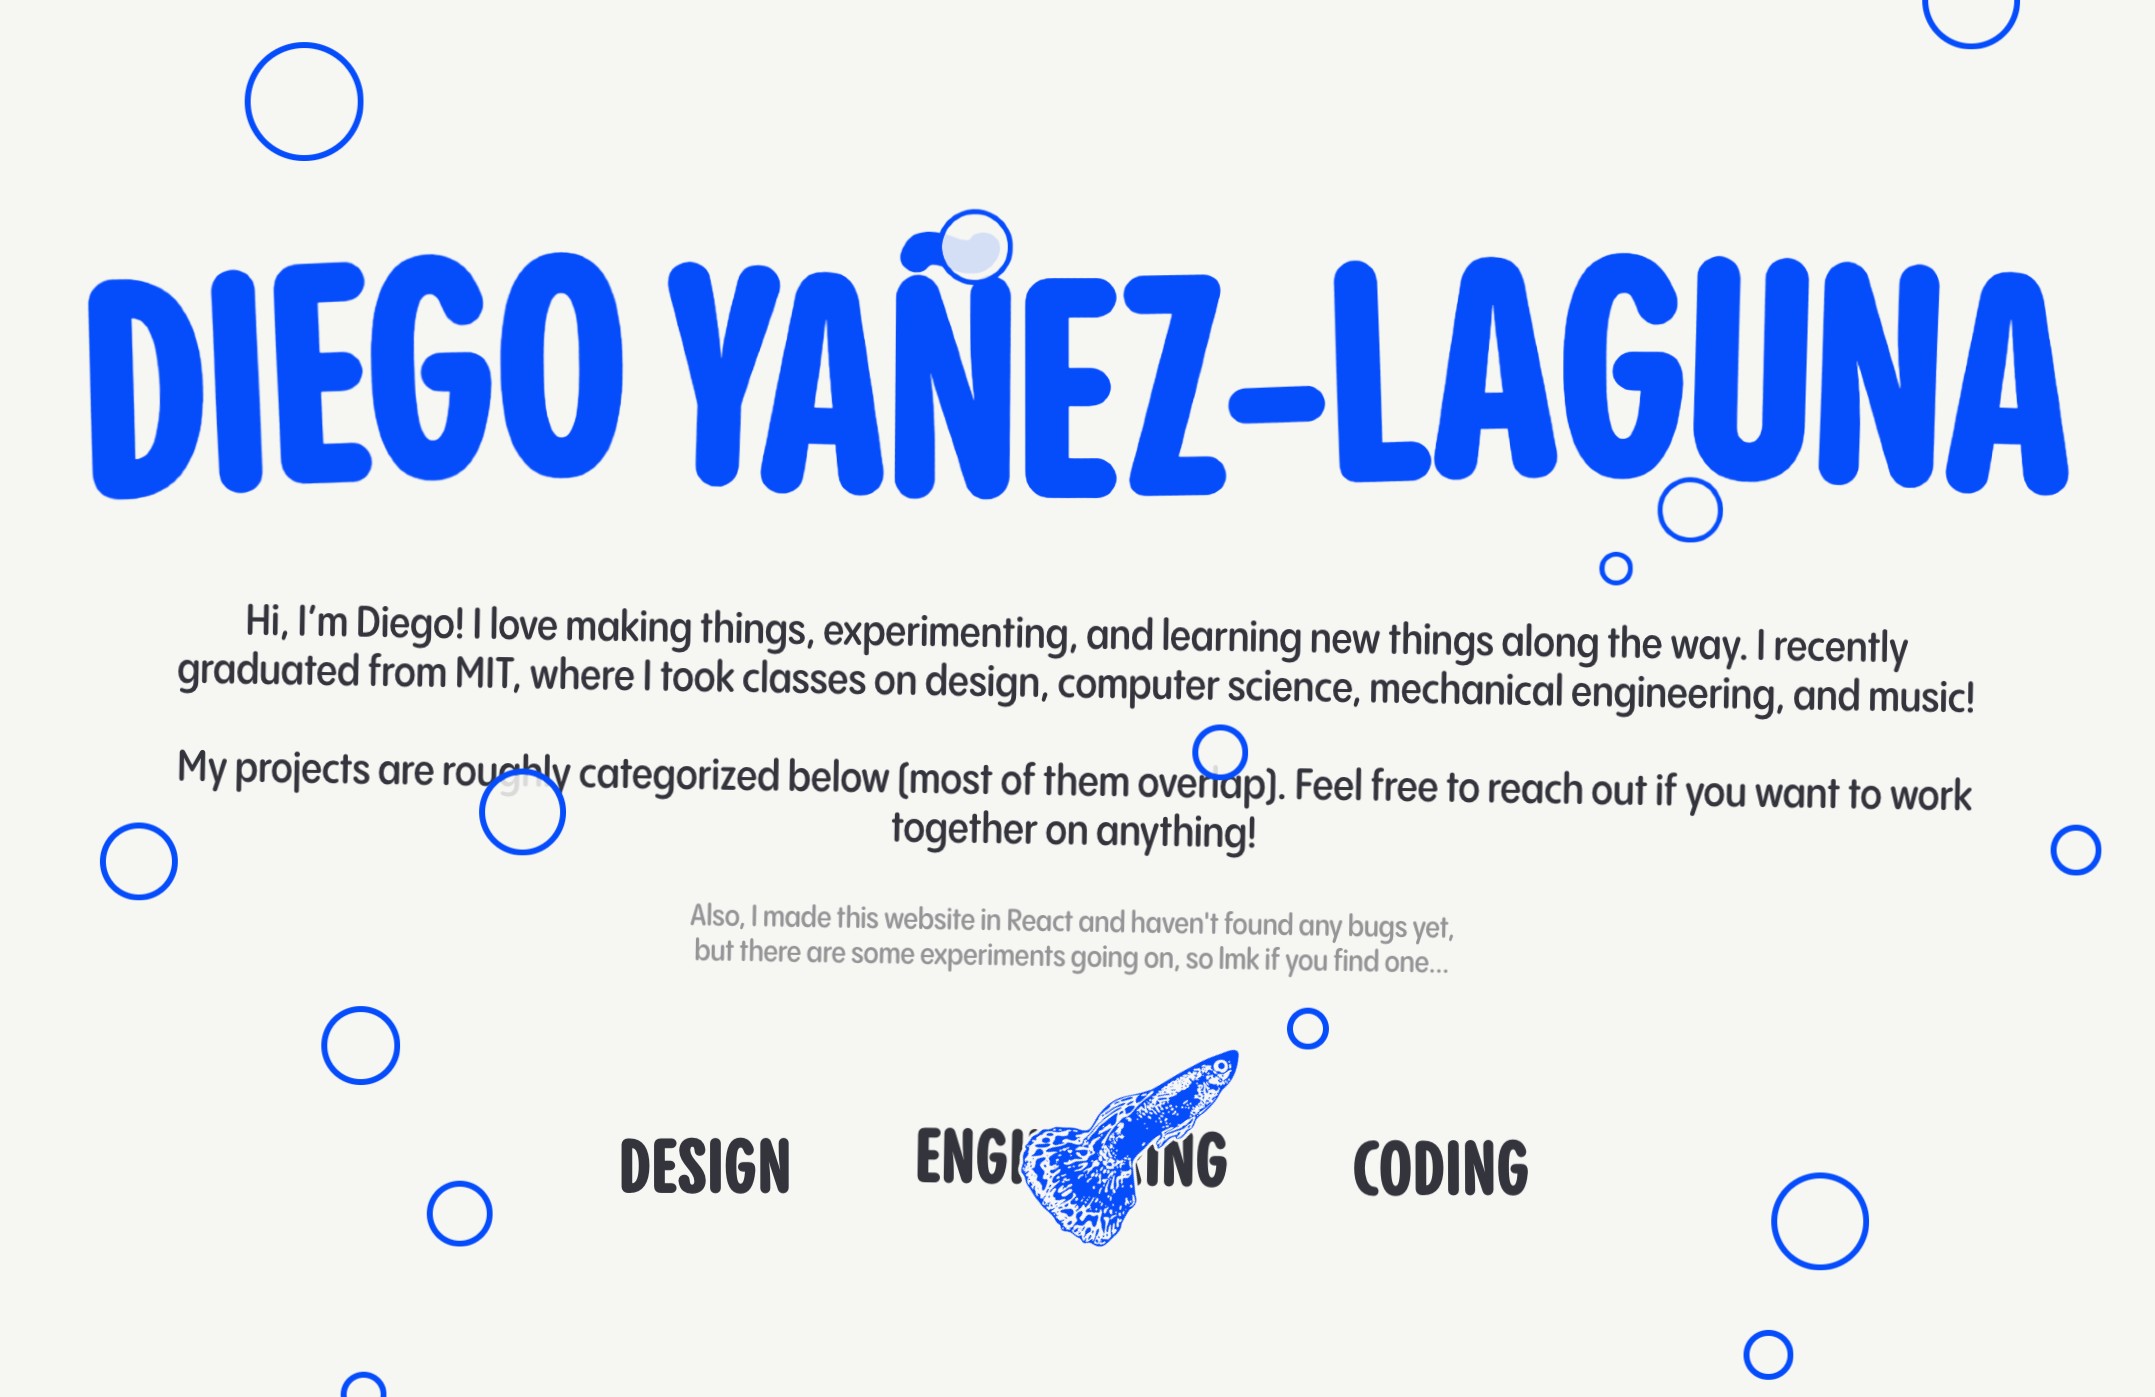 DIEGO YAÑEZ-LAGUNA
Hi, I'm Diego! I love making things, experimenting, and learning new things along the way. I recently
graduated from MIT, where I took classes on design, computer science, mechanical engineering, and music!
My projects are roughly categorized below (most of them overlap). Feel free to reach out if you want to work
together on anything!
Also, I made this website in React and haven't found any bugs yet,
but there are some experiments going on, so lmk if you find one...
DESIGN
CODING